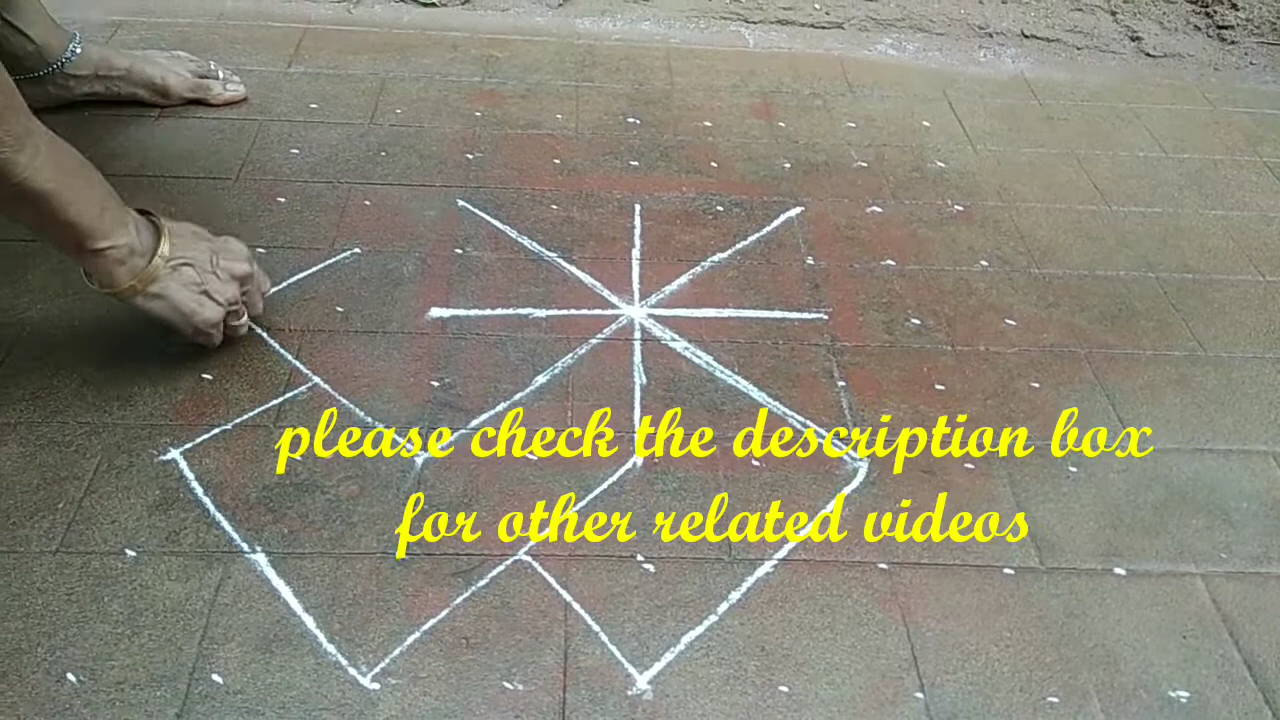 please check the description box
for other related videos